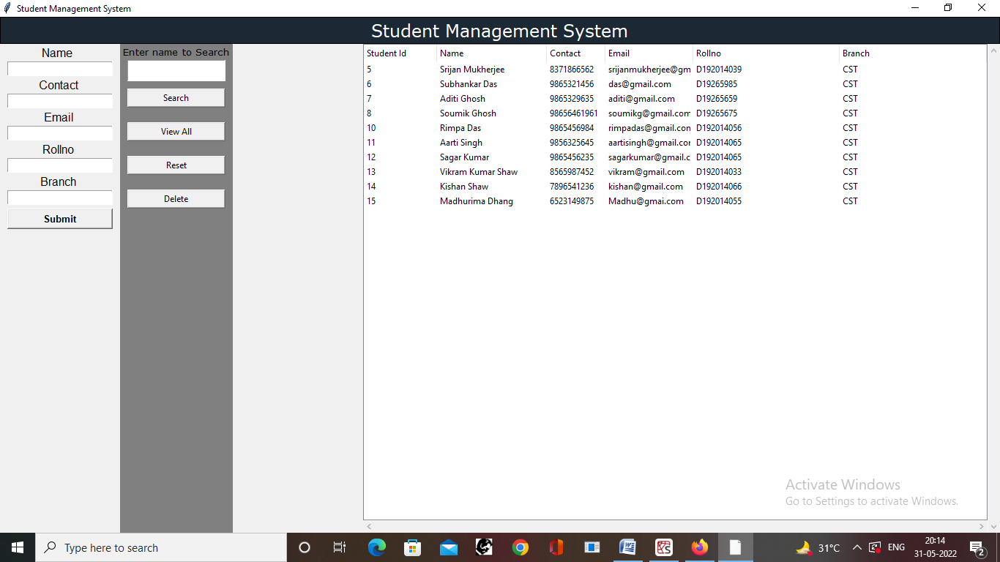 Student Management System
Student Management System
Name
Contact
Email
Rollno
Branch
Submit
Enter name to Search
Search
View All
Reset
Delete
Student Id Name Contact Email Rollno Branch
5 Srijan Mukherjee 8371866562 srijanmukherjee@gm D192014039 CST
6 Subhankar Das 9865321456 das@gmail.com D19265985 CST
7 Aditi Ghosh 9865329635 aditi@gmail.com D19265659 CST
8 Soumik Ghosh 98656461961 soumikg@gmail.com D19265675 CST
10 Rimpa Das 9865456984 rimpadas@gmail.con D192014056 CST
11 Aarti Singh 9856325645 aartisingh@gmail.cor D192014065 CST
12 Sagar Kumar 9865456235 sagarkumar@gmail.c D192014065 CST
13 Vikram Kumar Shaw 8565987452 vikram@gmail.com D192014033 CST
14 Kishan Shaw 7896541236 kishan@gmail.com D192014066 CST
15 Madhurima Dhang 6523149875 Madhu@gmai.com D192014055 CST
Activate Windows
Go to Settings to activate Windows.
Type here to search
31°C ENG 20:14
31-05-2022
2